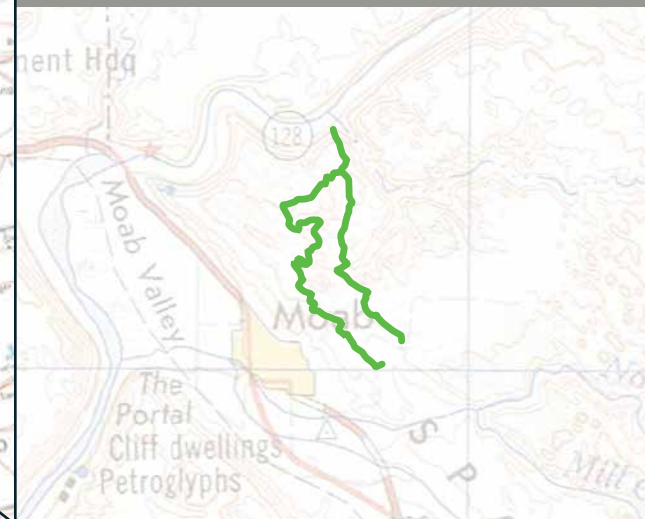 ment Hdq
128
Moab Valley
Moab
The
Portal
Cliff dwellings
Petroglyphs
S P
Mill